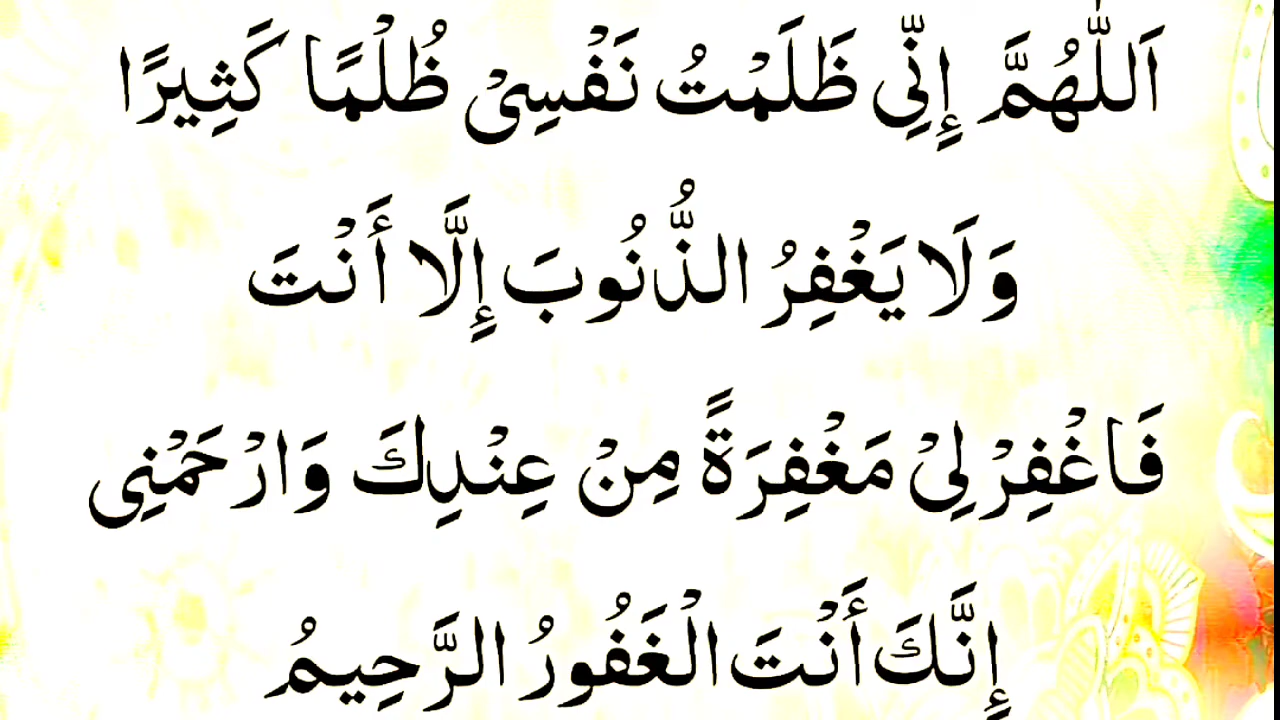 اَللّٰهُمَّ إِنِّي ظَلَمْتُ نَفْسِيْ ظُلْمًا كَثِيرًا
وَلَا يَغْفِرُ الذُّنُوبَ إِلَّا أَنْتَ
فَاغْفِرْ لِيْ مَغْفِرَةً مِنْ عِنْدِكَ وَارْحَمْنِي
إِنَّكَ أَنْتَ الْغَفُورُ الرَّحِيمُ